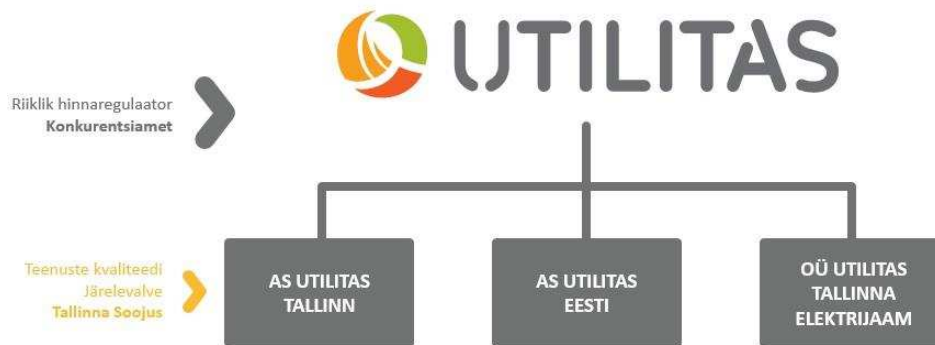 UTILITAS
Riiklik hinnaregulaator
Konkurentsiamet
Teenuste kvaliteedi
Järelevalve
Tallinna Soojus
AS UTILITAS
TALLINN
AS UTILITAS
EESTI
OÜ UTILITAS
TALLINNA
ELEKTRIJAAM